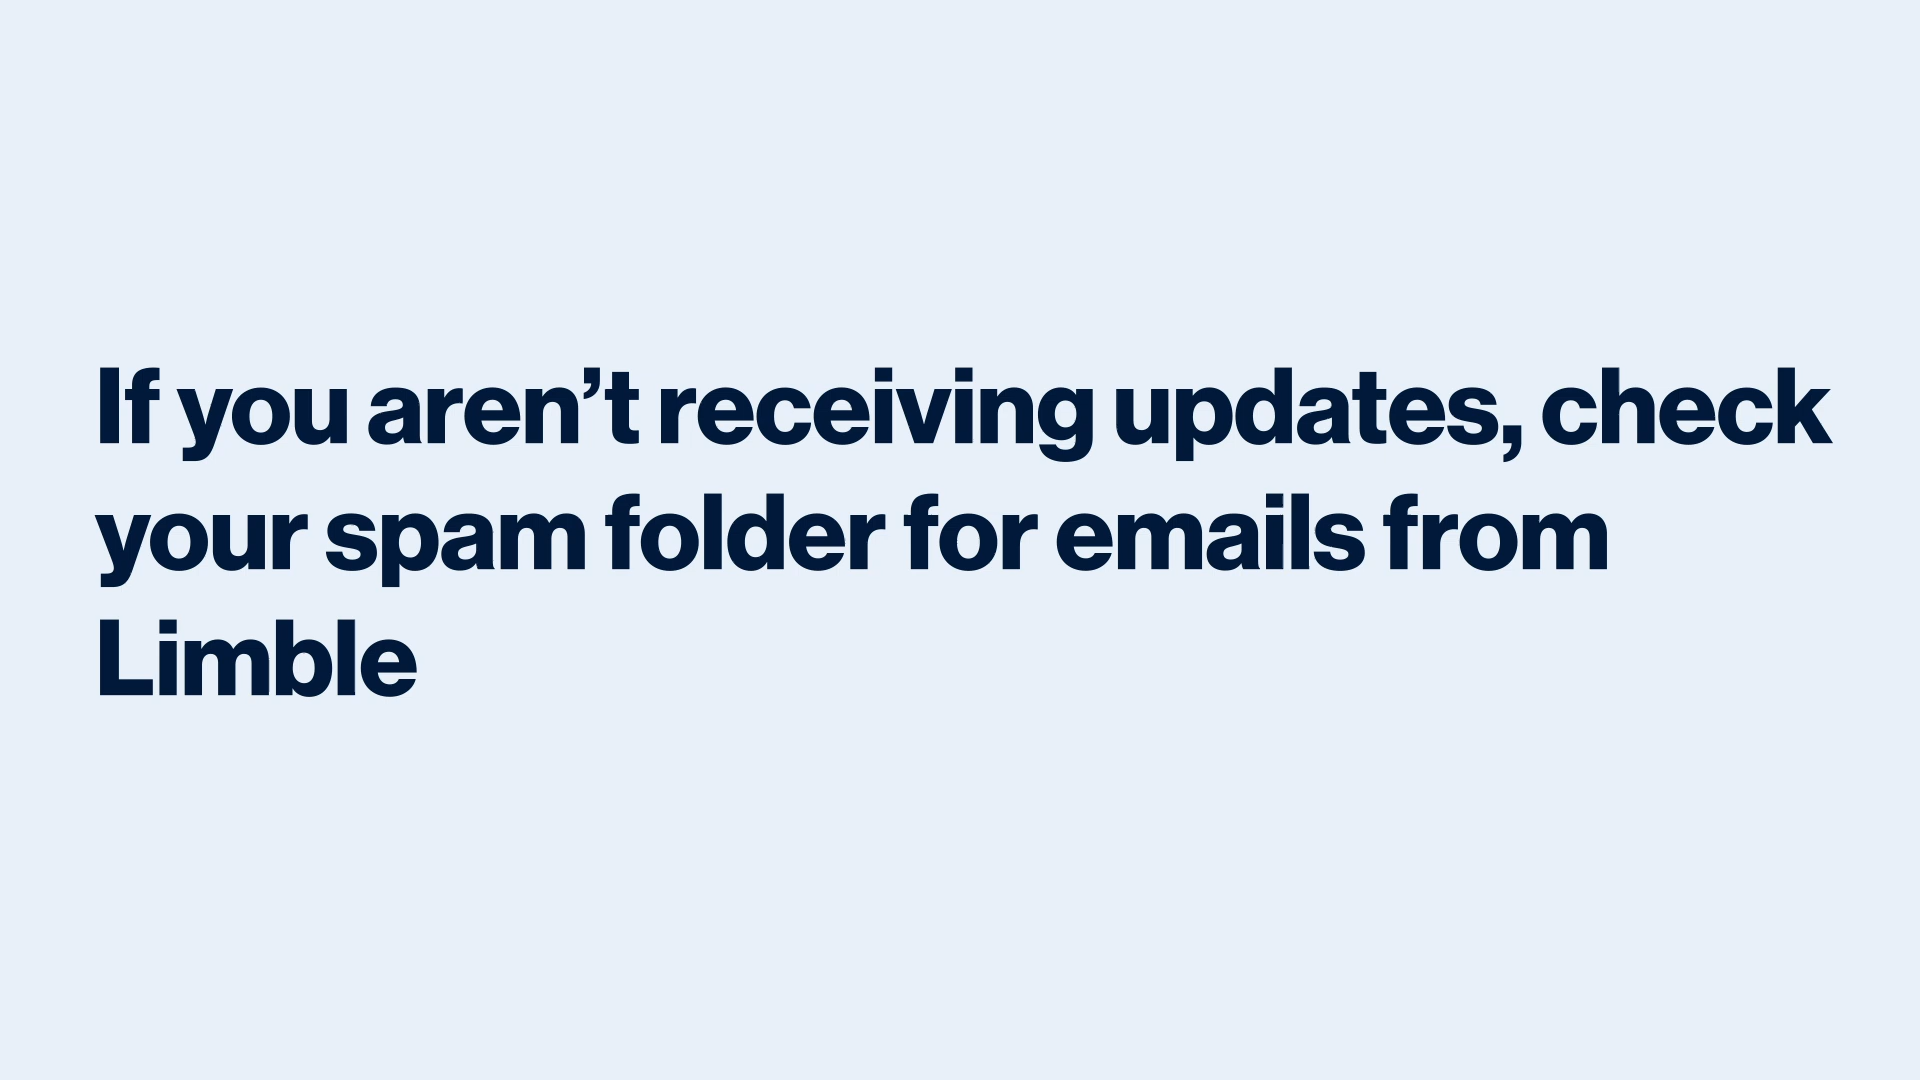 If you aren’t receiving updates, check
your spam folder for emails from
Limble